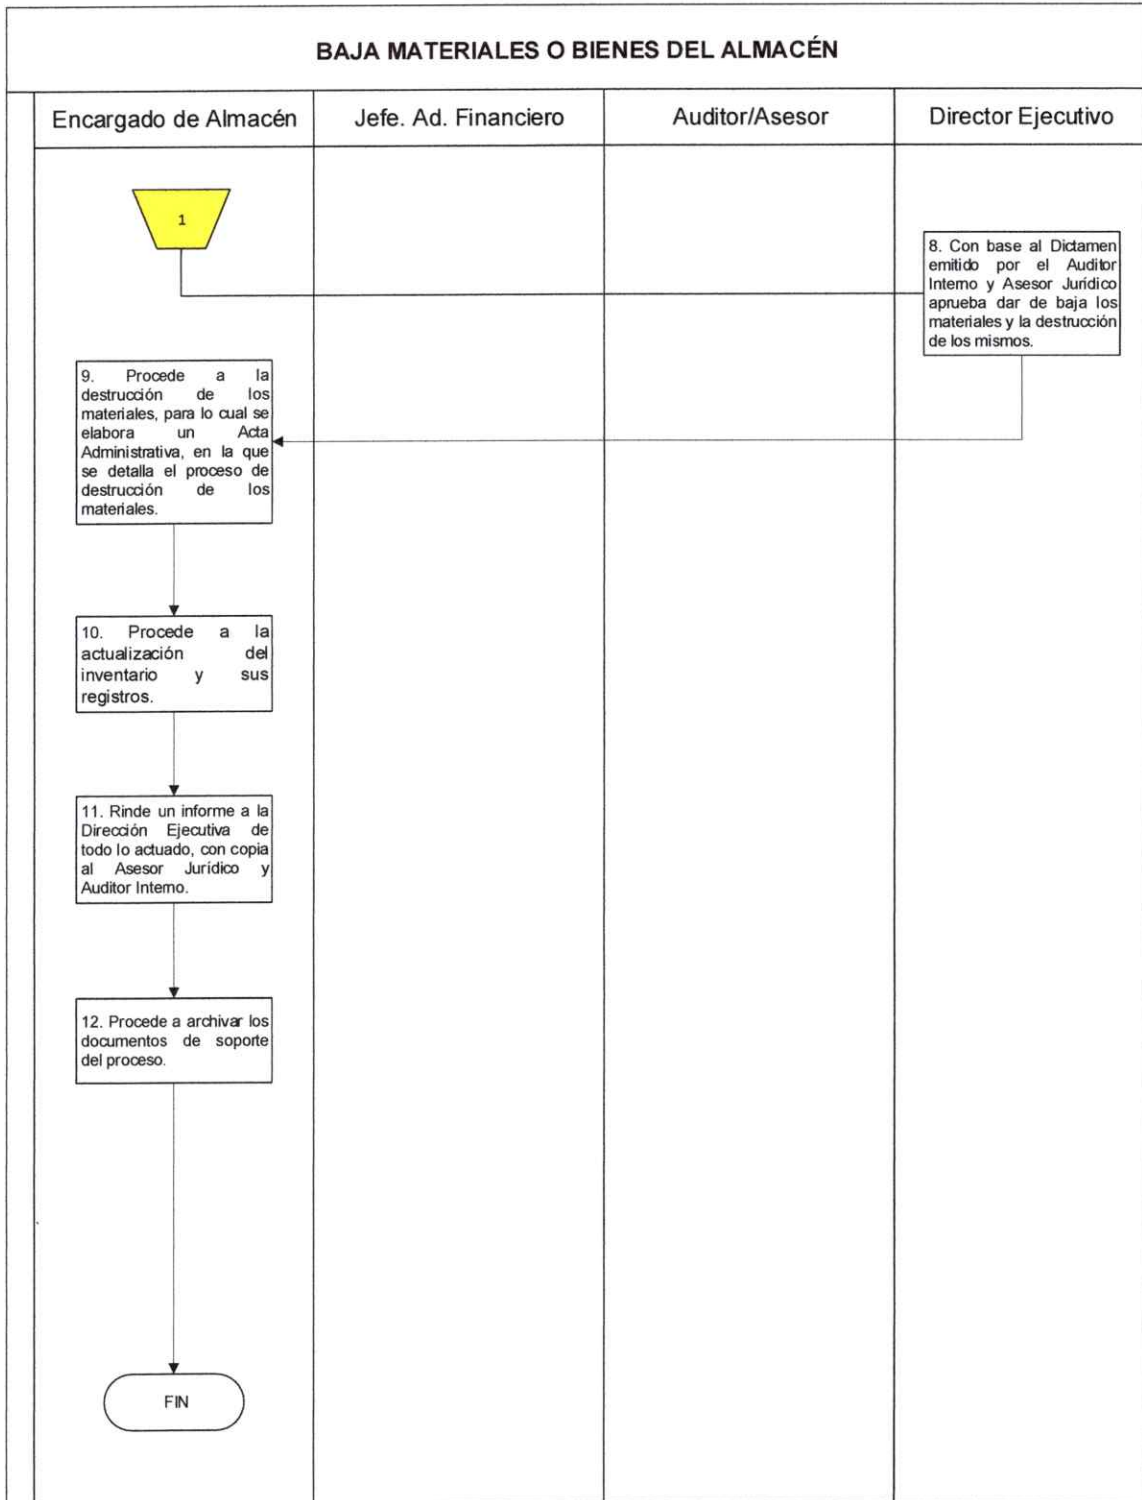 BAJA MATERIALES O BIENES DEL ALMACÉN
Encargado de Almacén
Jefe. Ad. Financiero
Auditor/Asesor
Director Ejecutivo
1
8. Con base al Dictamen
emitido por el Auditor
Interno y Asesor Jurídico
aprueba dar de baja los
materiales y la destrucción
de los mismos.
9. Procede a la
destrucción de los
materiales, para lo cual se
elabora un Acta
Administrativa, en la que
se detalla el proceso de
destrucción de los
materiales.
10. Procede a la
actualización del
inventario y sus
registros.
11. Rinde un informe a la
Dirección Ejecutiva de
todo lo actuado, con copia
al Asesor Jurídico y
Auditor Interno.
12. Procede a archivar los
documentos de soporte
del proceso.
FIN